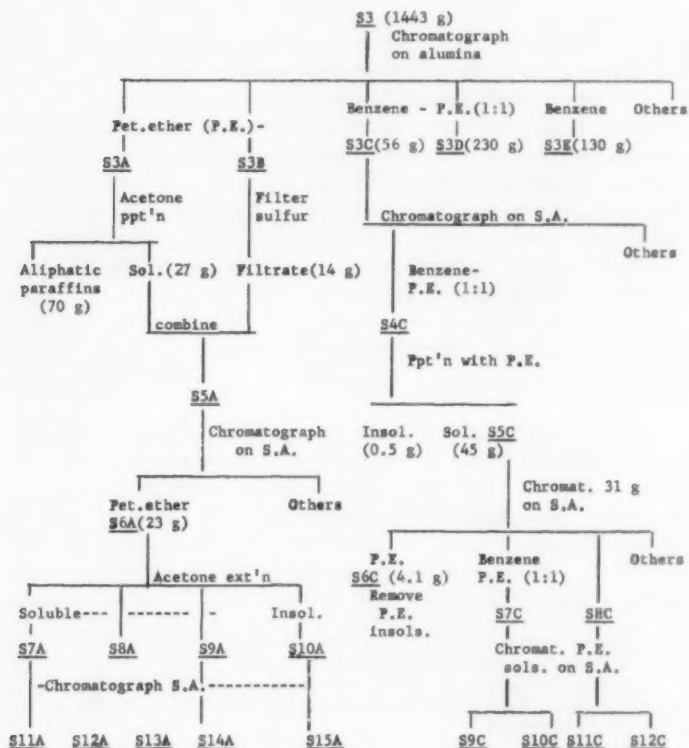 S3 (1443 g)
Chromatograph
on alumina
Pet.ether (P.E.)-
Benzene - P.E.(1:1)
Benzene
Others
S3A
S3B
S3C(56 g)
S3D(230 g)
S3E(130 g)
Acetone
ppt'n
Filter
sulfur
Chromatograph on S.A.
Others
Aliphatic
paraffins
(70 g)
Sol.(27 g)
Filtrate(14 g)
Benzene-
P.E. (1:1)
combine
S4C
Ppt'n with P.E.
S5A
Chromatograph
on S.A.
Insol.
(0.5 g)
Sol. S5C
(45 g)
Pet.ether
S6A(23 g)
Others
Chromat. 31 g
on S.A.
Acetone ext'n
P.E.
S6C (4.1 g)
Remove
P.E.
insols.
Benzene
P.E. (1:1)
Others
Soluble
Insol.
S7C
S8C
S7A
S8A
S9A
S10A
Chromat. P.E.
sols. on S.A.
-Chromatograph S.A.
S11A
S12A
S13A
S14A
S15A
S9C
S10C
S11C
S12C